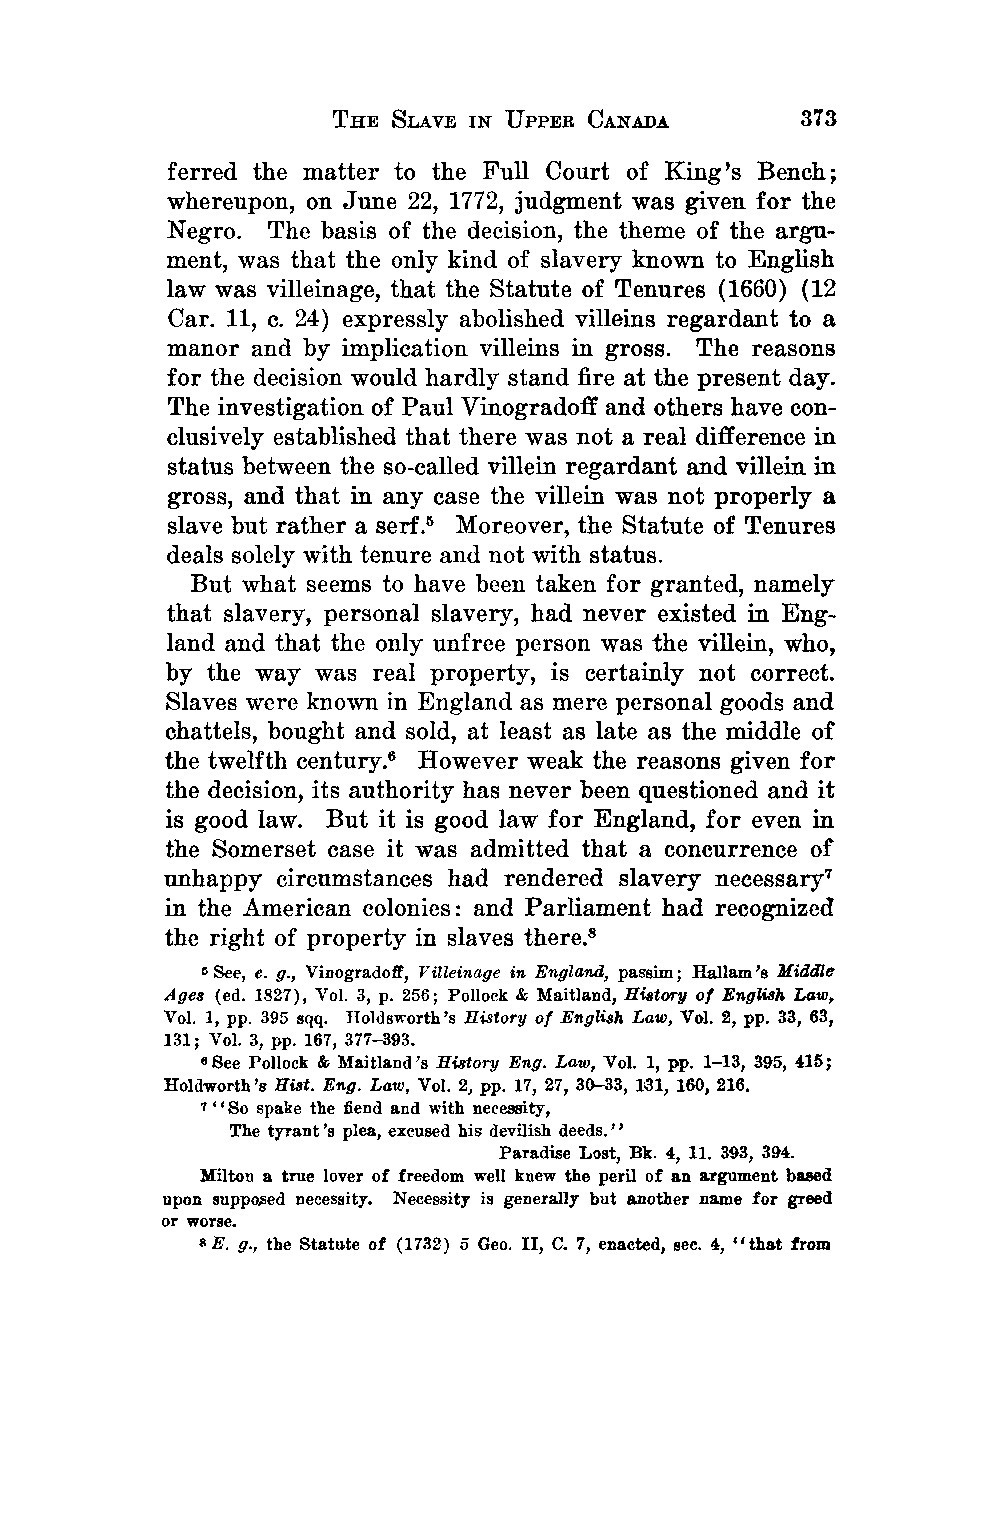 THE SLAVE IN UPPER CANADA 373
ferred the matter to the Full Court of King's Bench;
whereupon, on June 22, 1772, judgment was given for the
Negro. The basis of the decision, the theme of the argu-
ment, was that the only kind of slavery known to English
law was villeinage, that the Statute of Tenures (1660) (12
Car. 11, c. 24) expressly abolished villeins regardant to a
manor and by implication villeins in gross. The reasons
for the decision would hardly stand fire at the present day.
The investigation of Paul Vinogradoff and others have con-
clusively established that there was not a real difference in
status between the so-called villein regardant and villein in
gross, and that in any case the villein was not properly a
slave but rather a serf.⁵ Moreover, the Statute of Tenures
deals solely with tenure and not with status.
But what seems to have been taken for granted, namely
that slavery, personal slavery, had never existed in Eng-
land and that the only unfree person was the villein, who,
by the way was real property, is certainly not correct.
Slaves were known in England as mere personal goods and
chattels, bought and sold, at least as late as the middle of
the twelfth century.⁶ However weak the reasons given for
the decision, its authority has never been questioned and it
is good law. But it is good law for England, for even in
the Somerset case it was admitted that a concurrence of
unhappy circumstances had rendered slavery necessary⁷
in the American colonies: and Parliament had recognized
the right of property in slaves there.⁸
⁵ See, e. g., Vinogradoff, Villeinage in England, passim; Hallam's Middle
Ages (ed. 1827), Vol. 3, p. 256; Pollock & Maitland, History of English Law,
Vol. 1, pp. 395 sqq. Holdsworth's History of English Law, Vol. 2, pp. 33, 63,
131; Vol. 3, pp. 167, 377–393.
⁶ See Pollock & Maitland's History Eng. Law, Vol. 1, pp. 1–13, 395, 415;
Holdworth's Hist. Eng. Law, Vol. 2, pp. 17, 27, 30–33, 131, 160, 216.
⁷ "So spake the fiend and with necessity,
The tyrant's plea, excused his devilish deeds."
Paradise Lost, Bk. 4, 11. 393, 394.
Milton a true lover of freedom well knew the peril of an argument based
upon supposed necessity. Necessity is generally but another name for greed
or worse.
⁸ E. g., the Statute of (1732) 5 Geo. II, C. 7, enacted, sec. 4, "that from